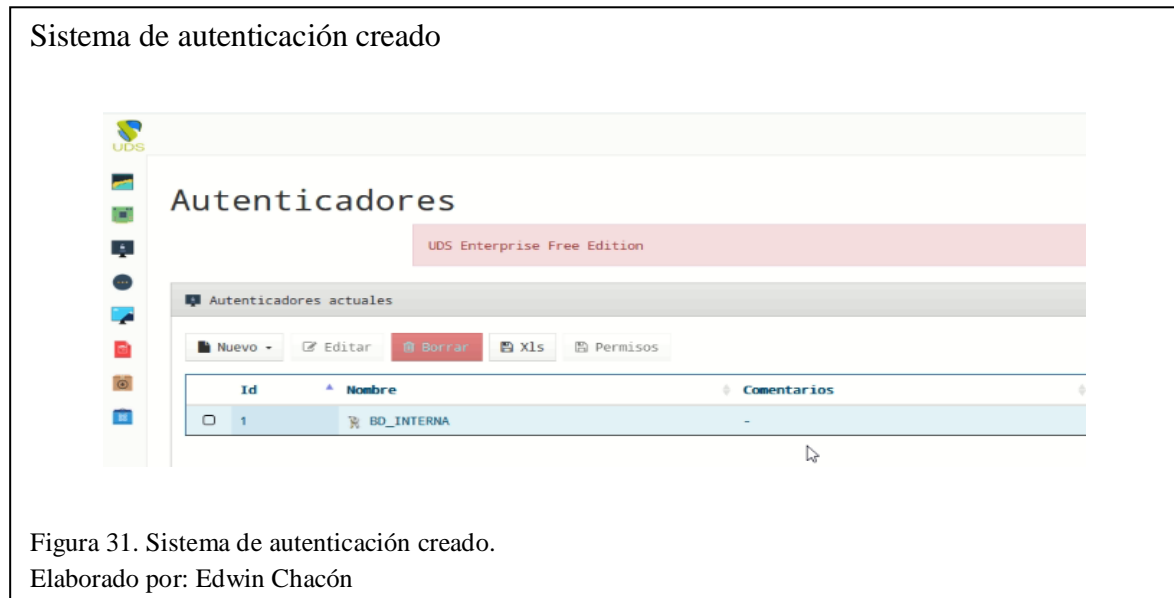 Sistema de autenticación creado
UDS
Autenticadores
UDS Enterprise Free Edition
Autenticadores actuales
Nuevo Editar Borrar Xls Permisos
Id Nombre Comentarios
1 BD_INTERNA -
Figura 31. Sistema de autenticación creado.
Elaborado por: Edwin Chacón